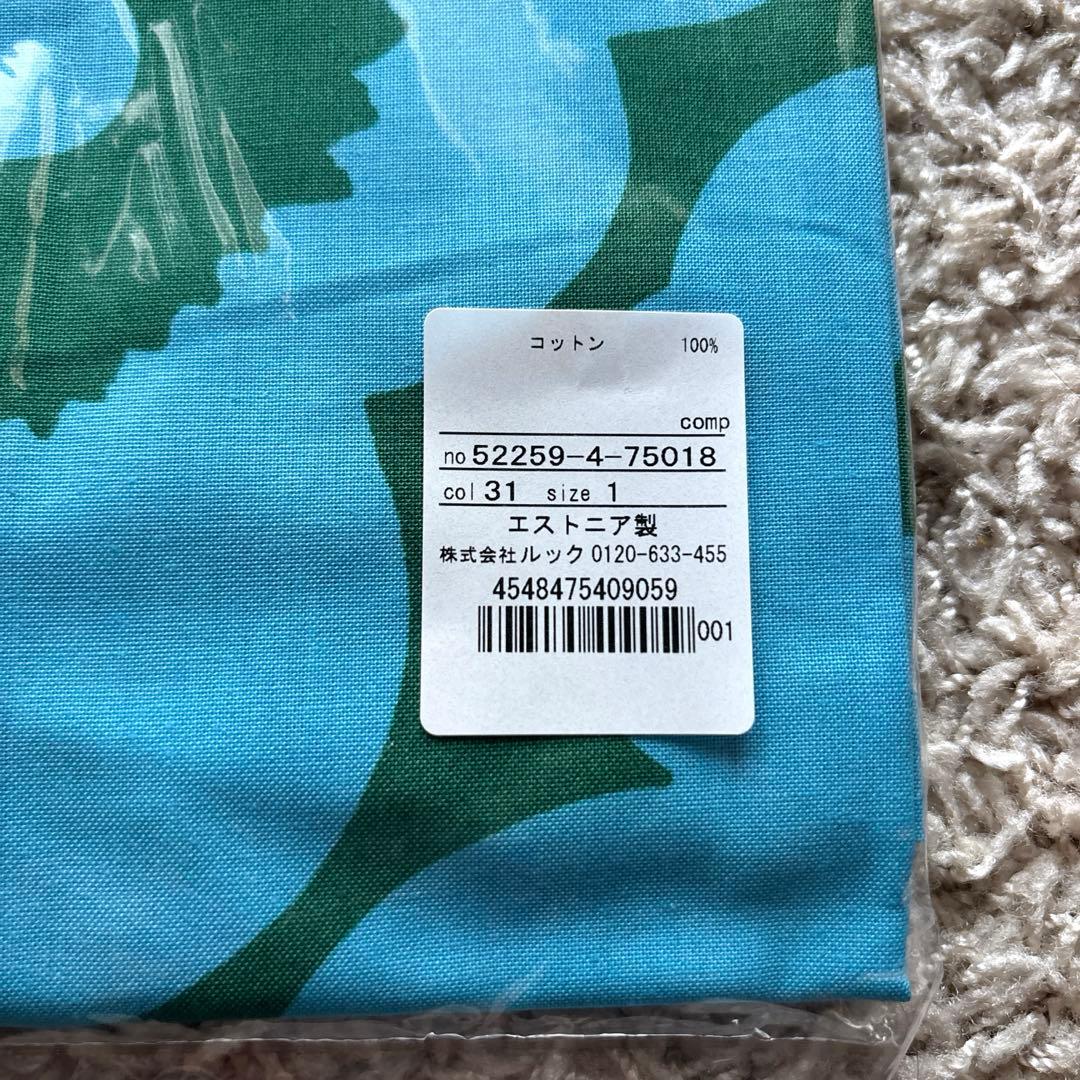 コットン 100%
comp
no 52259-4-75018
col 31 size 1
エストニア製
株式会社ルック 0120-633-455
4548475409059
001